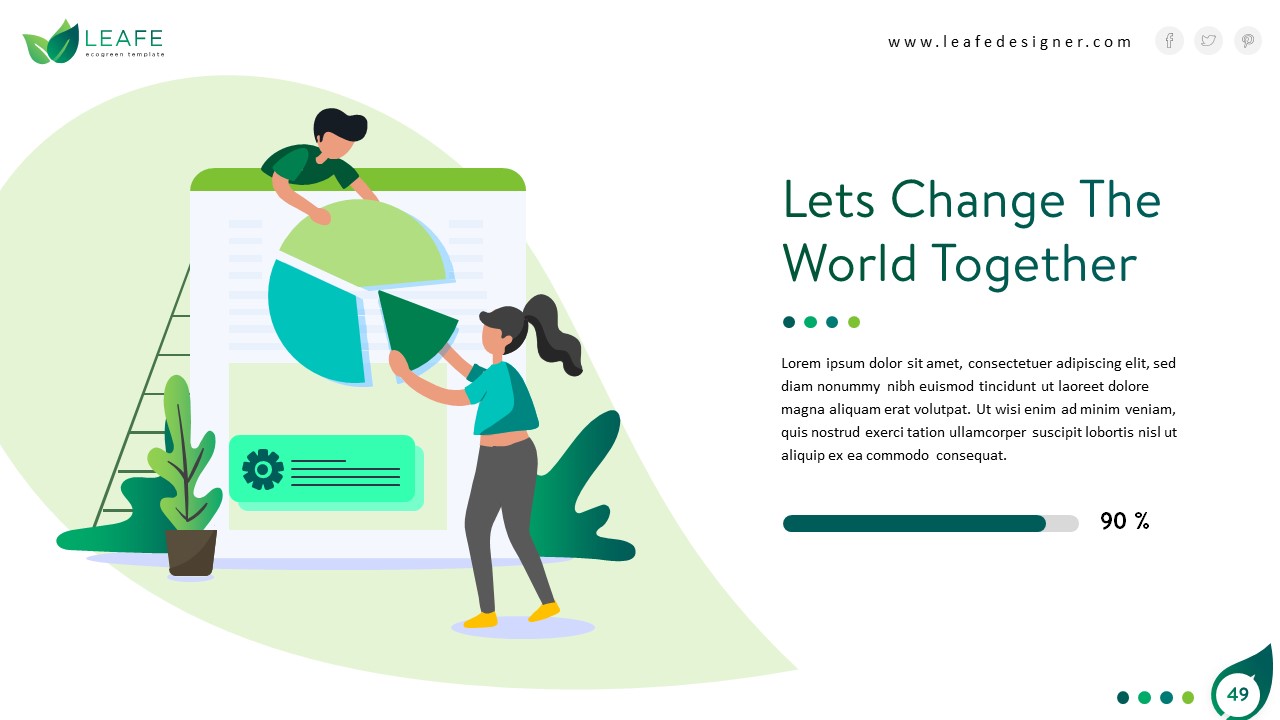 LEAFE
ecogreen template
www.leafedesigner.com
Lets Change The
World Together
Lorem ipsum dolor sit amet, consectetuer adipiscing elit, sed
diam nonummy nibh euismod tincidunt ut laoreet dolore
magna aliquam erat volutpat. Ut wisi enim ad minim veniam,
quis nostrud exerci tation ullamcorper suscipit lobortis nisl ut
aliquip ex ea commodo consequat.
90 %
49